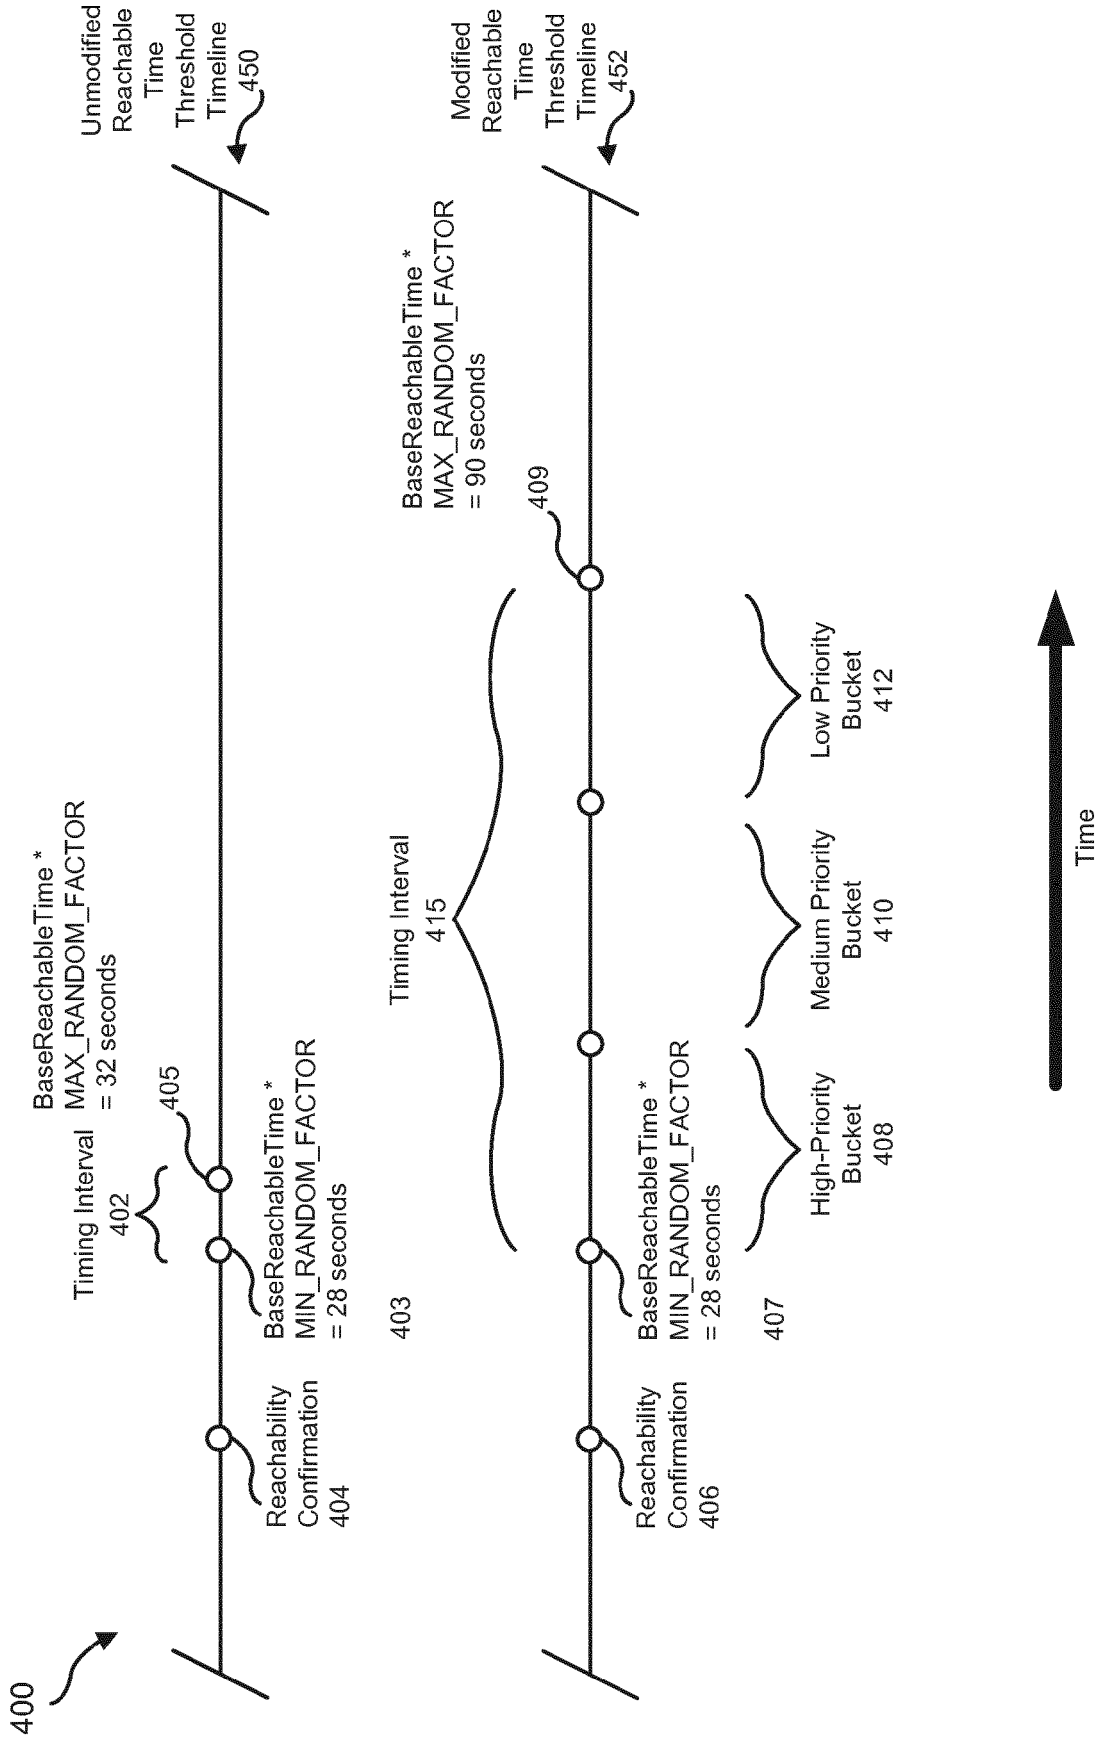 400
BaseReachableTime *
MAX_RANDOM_FACTOR
= 32 seconds
Timing Interval
402
405
Unmodified
Reachable
Time
Threshold
Timeline
450
Reachability
Confirmation
404
BaseReachableTime *
MIN_RANDOM_FACTOR
= 28 seconds
403
Timing Interval
415
BaseReachableTime *
MAX_RANDOM_FACTOR
= 90 seconds
409
Modified
Reachable
Time
Threshold
Timeline
452
Reachability
Confirmation
406
BaseReachableTime *
MIN_RANDOM_FACTOR
= 28 seconds
407
High-Priority
Bucket
408
Medium Priority
Bucket
410
Low Priority
Bucket
412
Time